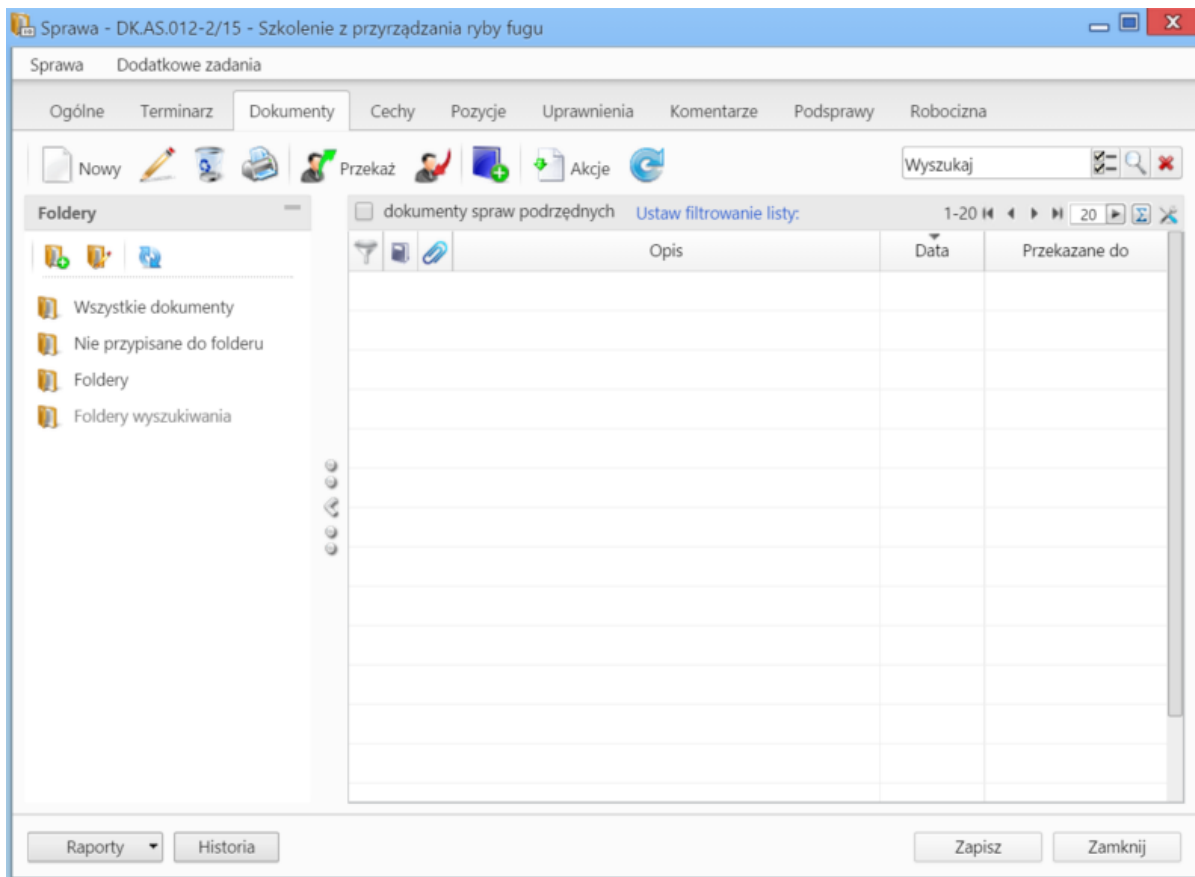 Sprawa - DK.AS.012-2/15 - Szkolenie z przyrządzania ryby fugu
Sprawa Dodatkowe zadania
Ogólne Terminarz Dokumenty Cechy Pozycje Uprawnienia Komentarze Podsprawy Robocizna
Nowy Przekaż Akcje Wyszukaj
Foldery dokumenty spraw podrzędnych Ustaw filtrowanie listy: 1-20 20
Opis Data Przekazane do
Wszystkie dokumenty
Nie przypisane do folderu
Foldery
Foldery wyszukiwania
Raporty Historia Zapisz Zamknij